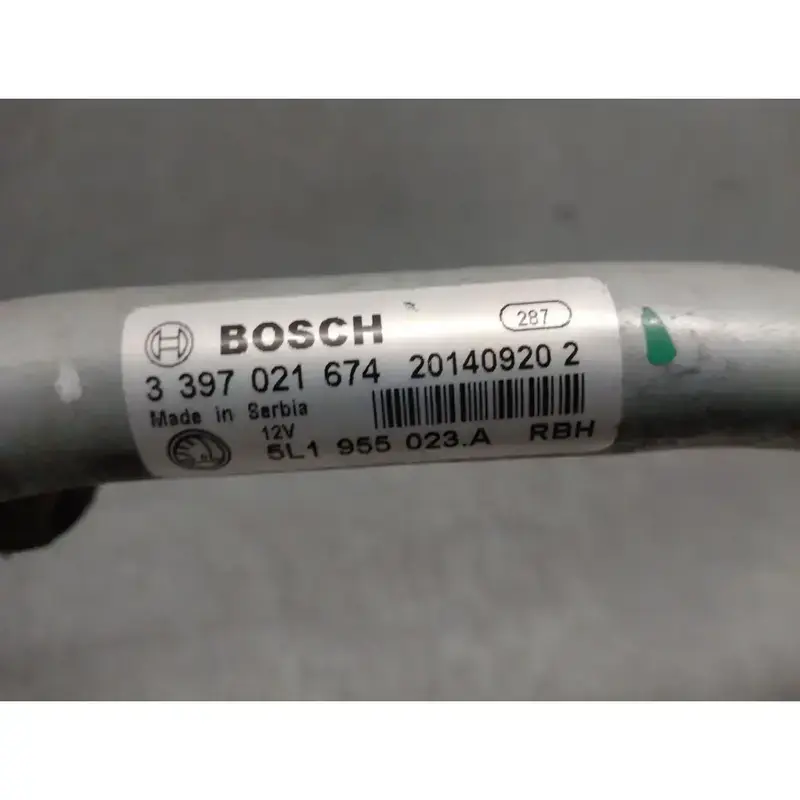 BOSCH 287
3 397 021 674 20140920 2
Made in Serbia
12V
5L1 955 023.A RBH